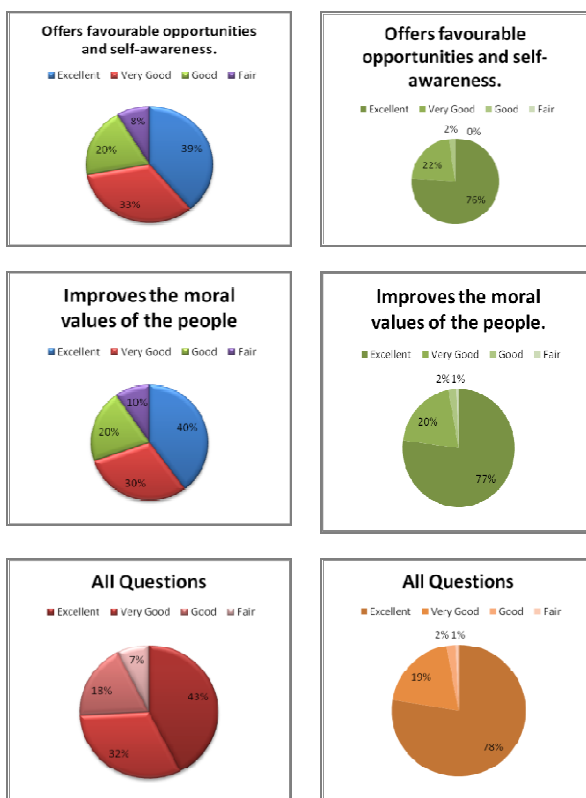 Offers favourable opportunities
and self-awareness.
Excellent Very Good Good Fair
8%
39%
20%
33%
Offers favourable
opportunities and self-
awareness.
Excellent Very Good Good Fair
2% 0%
22%
76%
Improves the moral
values of the people
Excellent Very Good Good Fair
10%
40%
20%
30%
Improves the moral
values of the people.
Excellent Very Good Good Fair
2% 1%
20%
77%
All Questions
Excellent Very Good Good Fair
7%
43%
18%
32%
All Questions
Excellent Very Good Good Fair
2% 1%
19%
78%